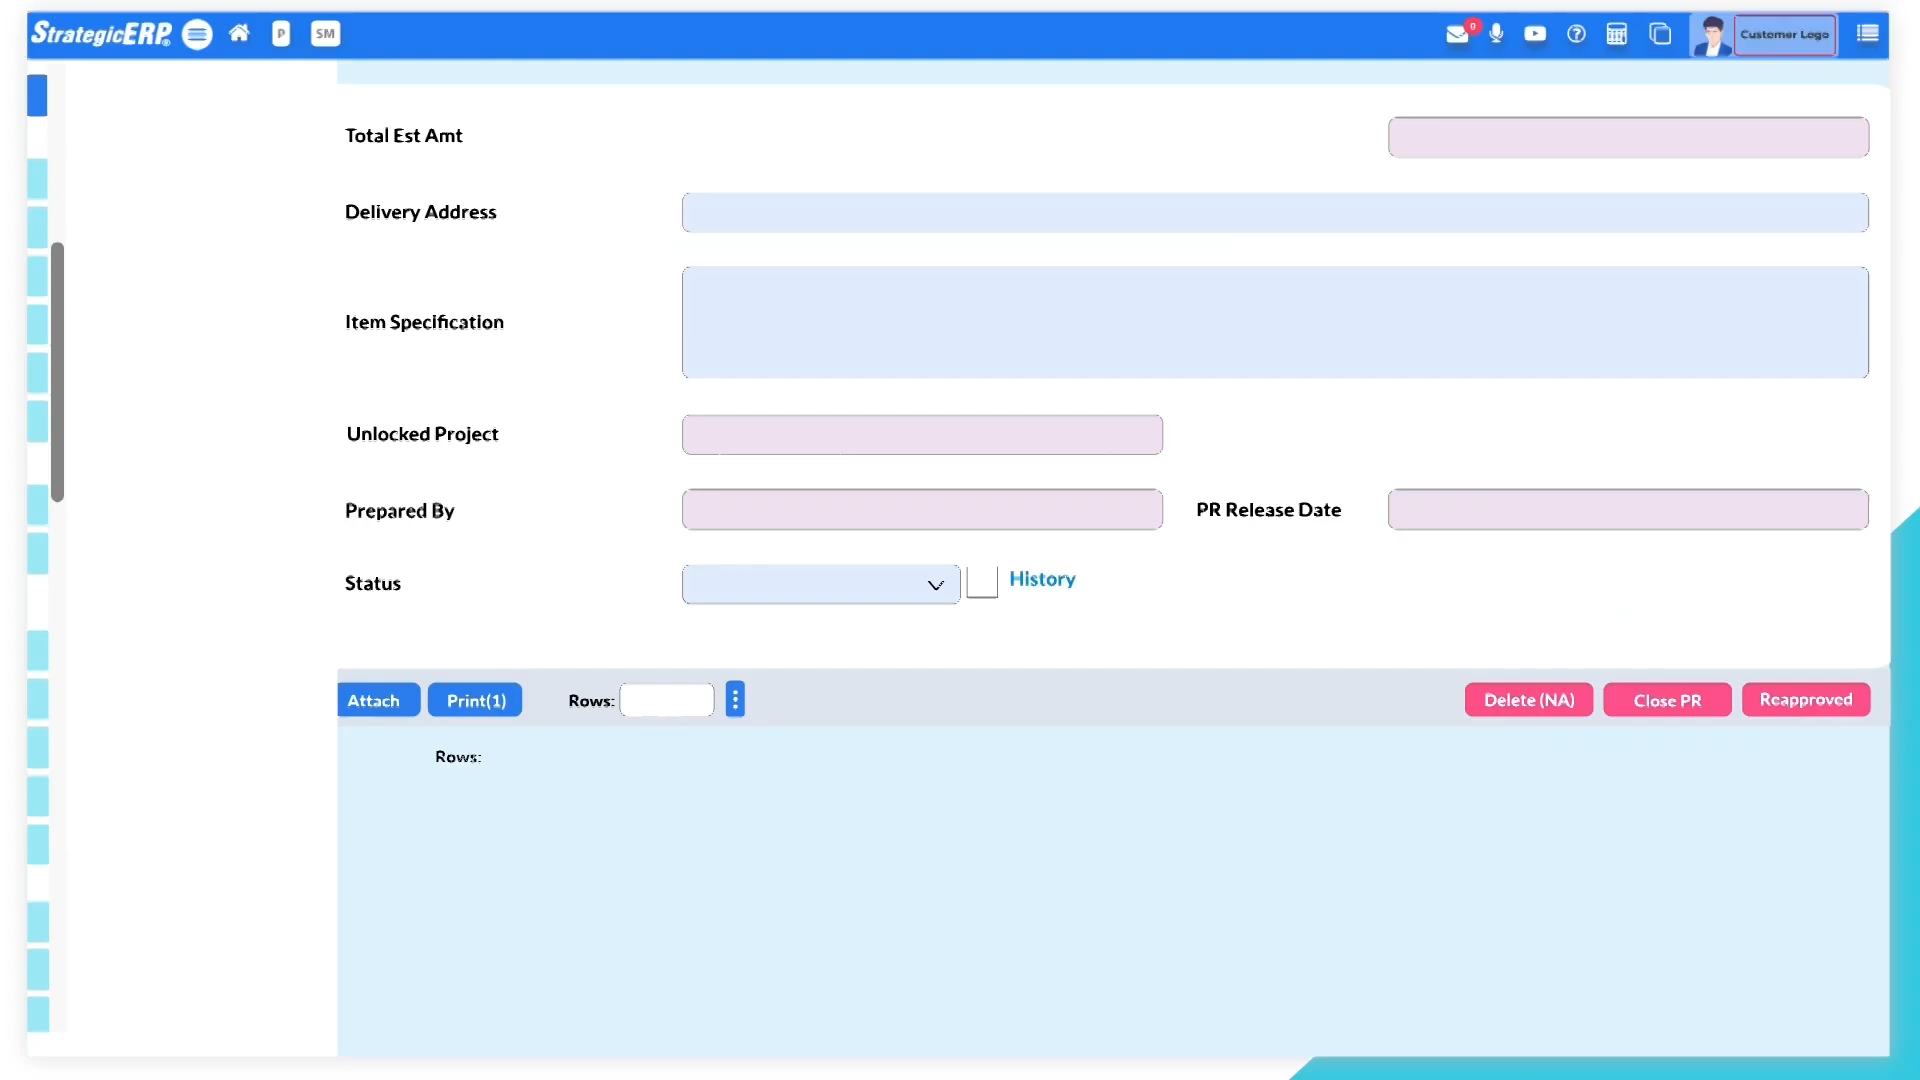 StrategicERP® P SM 0 Customer Logo
Total Est Amt
Delivery Address
Item Specification
Unlocked Project
Prepared By PR Release Date
Status History
Attach Print(1) Rows: Delete (NA) Close PR Reapproved
Rows: